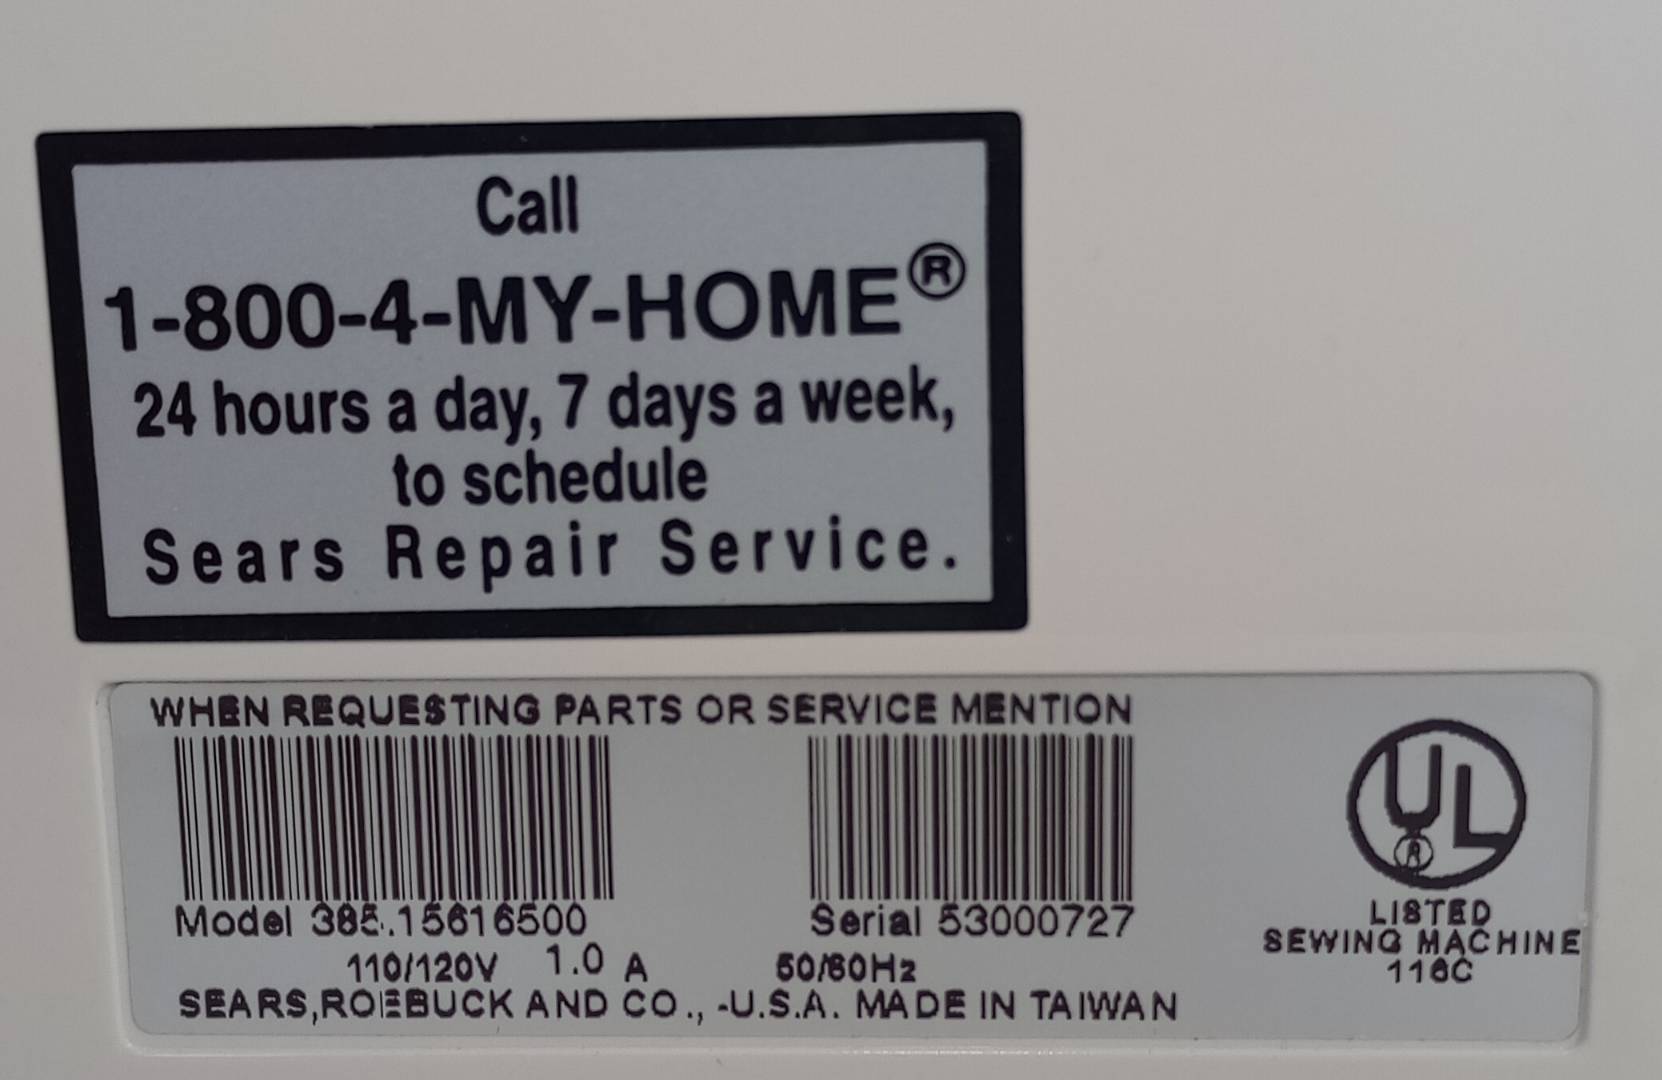 Call
1-800-4-MY-HOME®
24 hours a day, 7 days a week,
to schedule
Sears Repair Service.
WHEN REQUESTING PARTS OR SERVICE MENTION
Model 385.15616500
Serial 53000727
110/120V 1.0 A 50/60Hz
SEARS,ROEBUCK AND CO., -U.S.A. MADE IN TAIWAN
UL®
LISTED
SEWING MACHINE
116C